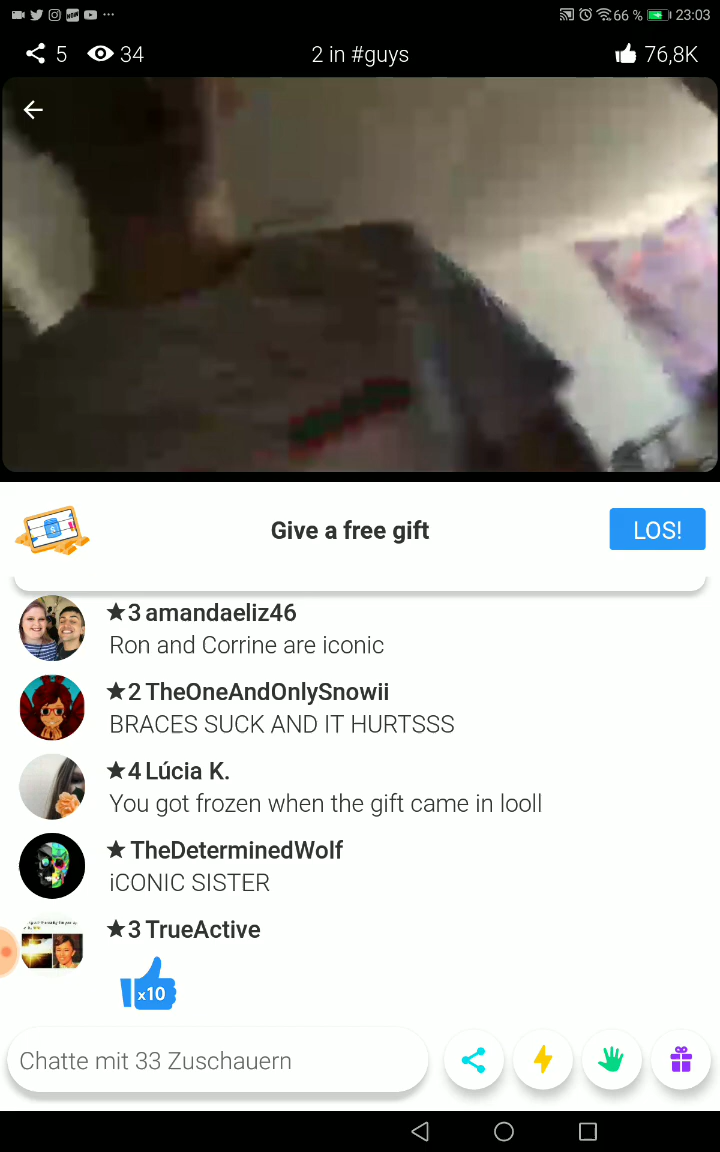 66 % 23:03
5 34 2 in #guys 76,8K
Give a free gift LOS!
★3 amandaeliz46
Ron and Corrine are iconic
★2 TheOneAndOnlySnowii
BRACES SUCK AND IT HURTSSS
★4 Lúcia K.
You got frozen when the gift came in looll
★ TheDeterminedWolf
iCONIC SISTER
★3 TrueActive
x10
Chatte mit 33 Zuschauern